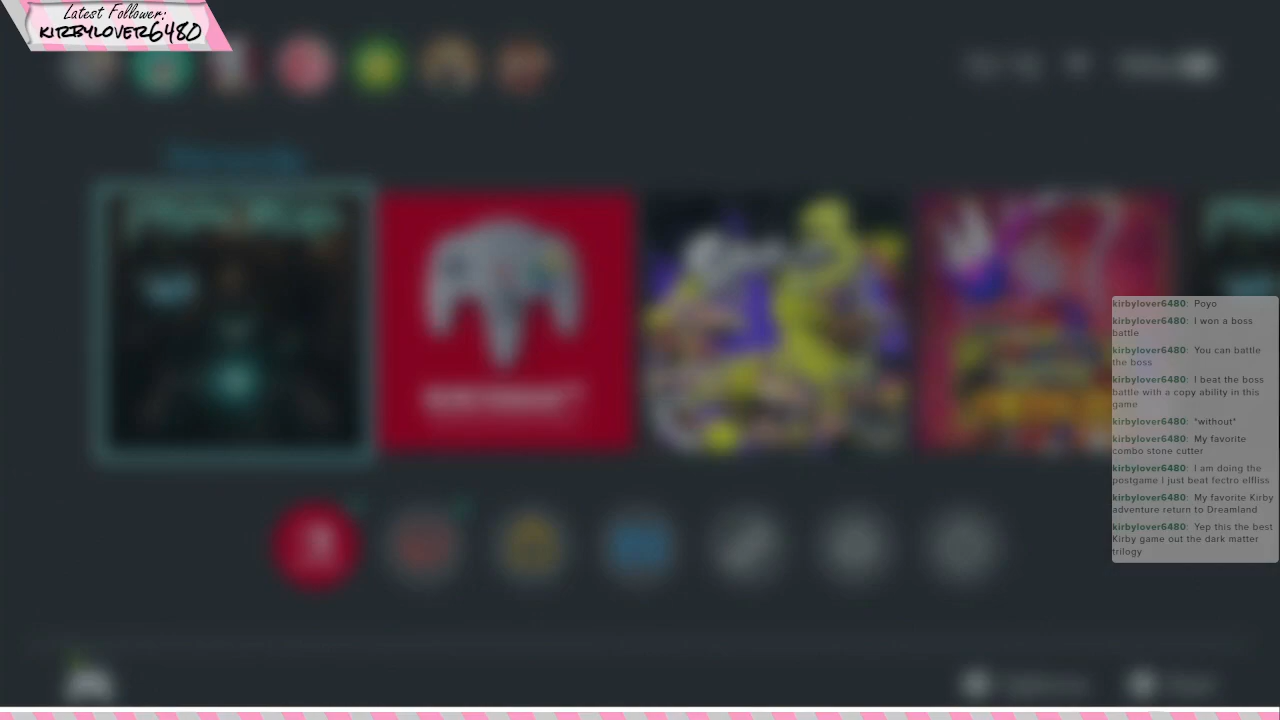 Latest Follower:
kirbylover6480
kirbylover6480: Poyo
kirbylover6480: I won a boss
battle
kirbylover6480: You can battle
the boss
kirbylover6480: I beat the boss
battle with a copy ability in this
game
kirbylover6480: *without*
kirbylover6480: My favorite
combo stone cutter
kirbylover6480: I am doing the
postgame I just beat fectro elfliss
kirbylover6480: My favorite Kirby
adventure return to Dreamland
kirbylover6480: Yep this the best
Kirby game out the dark matter
trilogy